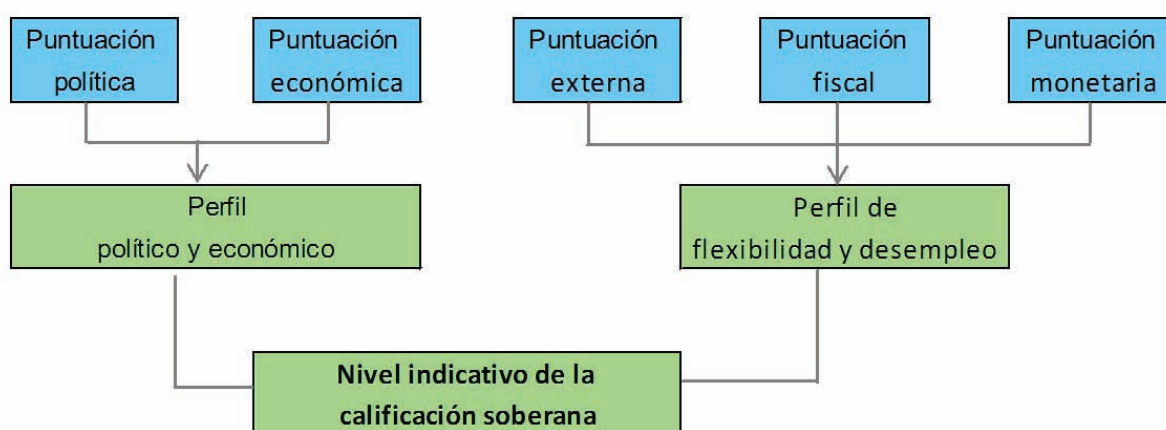 Puntuación
política
Puntuación
económica
Puntuación
externa
Puntuación
fiscal
Puntuación
monetaria
Perfil
político y económico
Perfil de
flexibilidad y desempleo
Nivel indicativo de la
calificación soberana